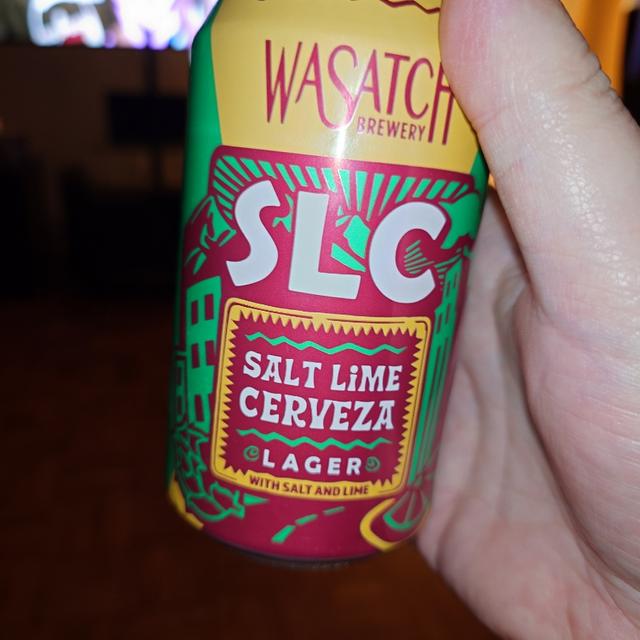 WASATCH
BREWERY
SLC
SALT LiME
CERVEZA
LAGER
WITH SALT AND LIME